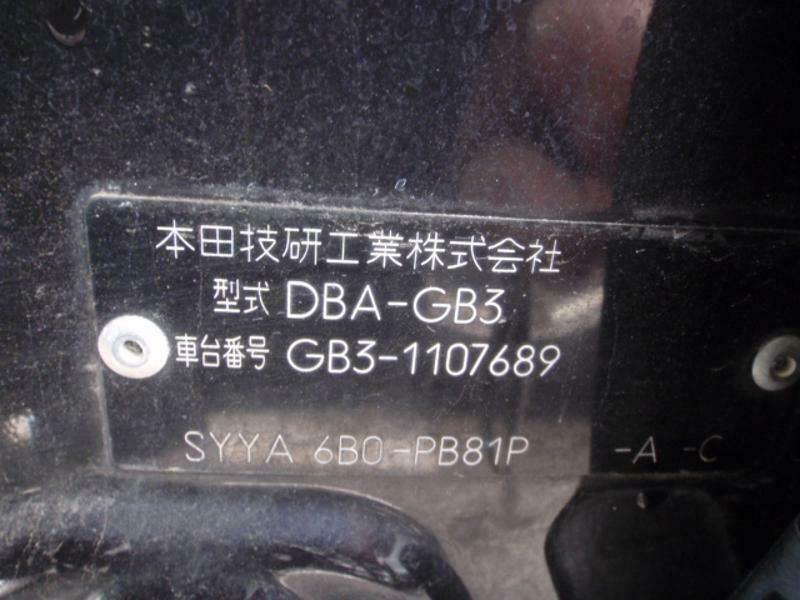 本田技研工業株式会社
型式 DBA-GB3
車台番号 GB3-1107689
SYYA 6B0-PB81P -A -C